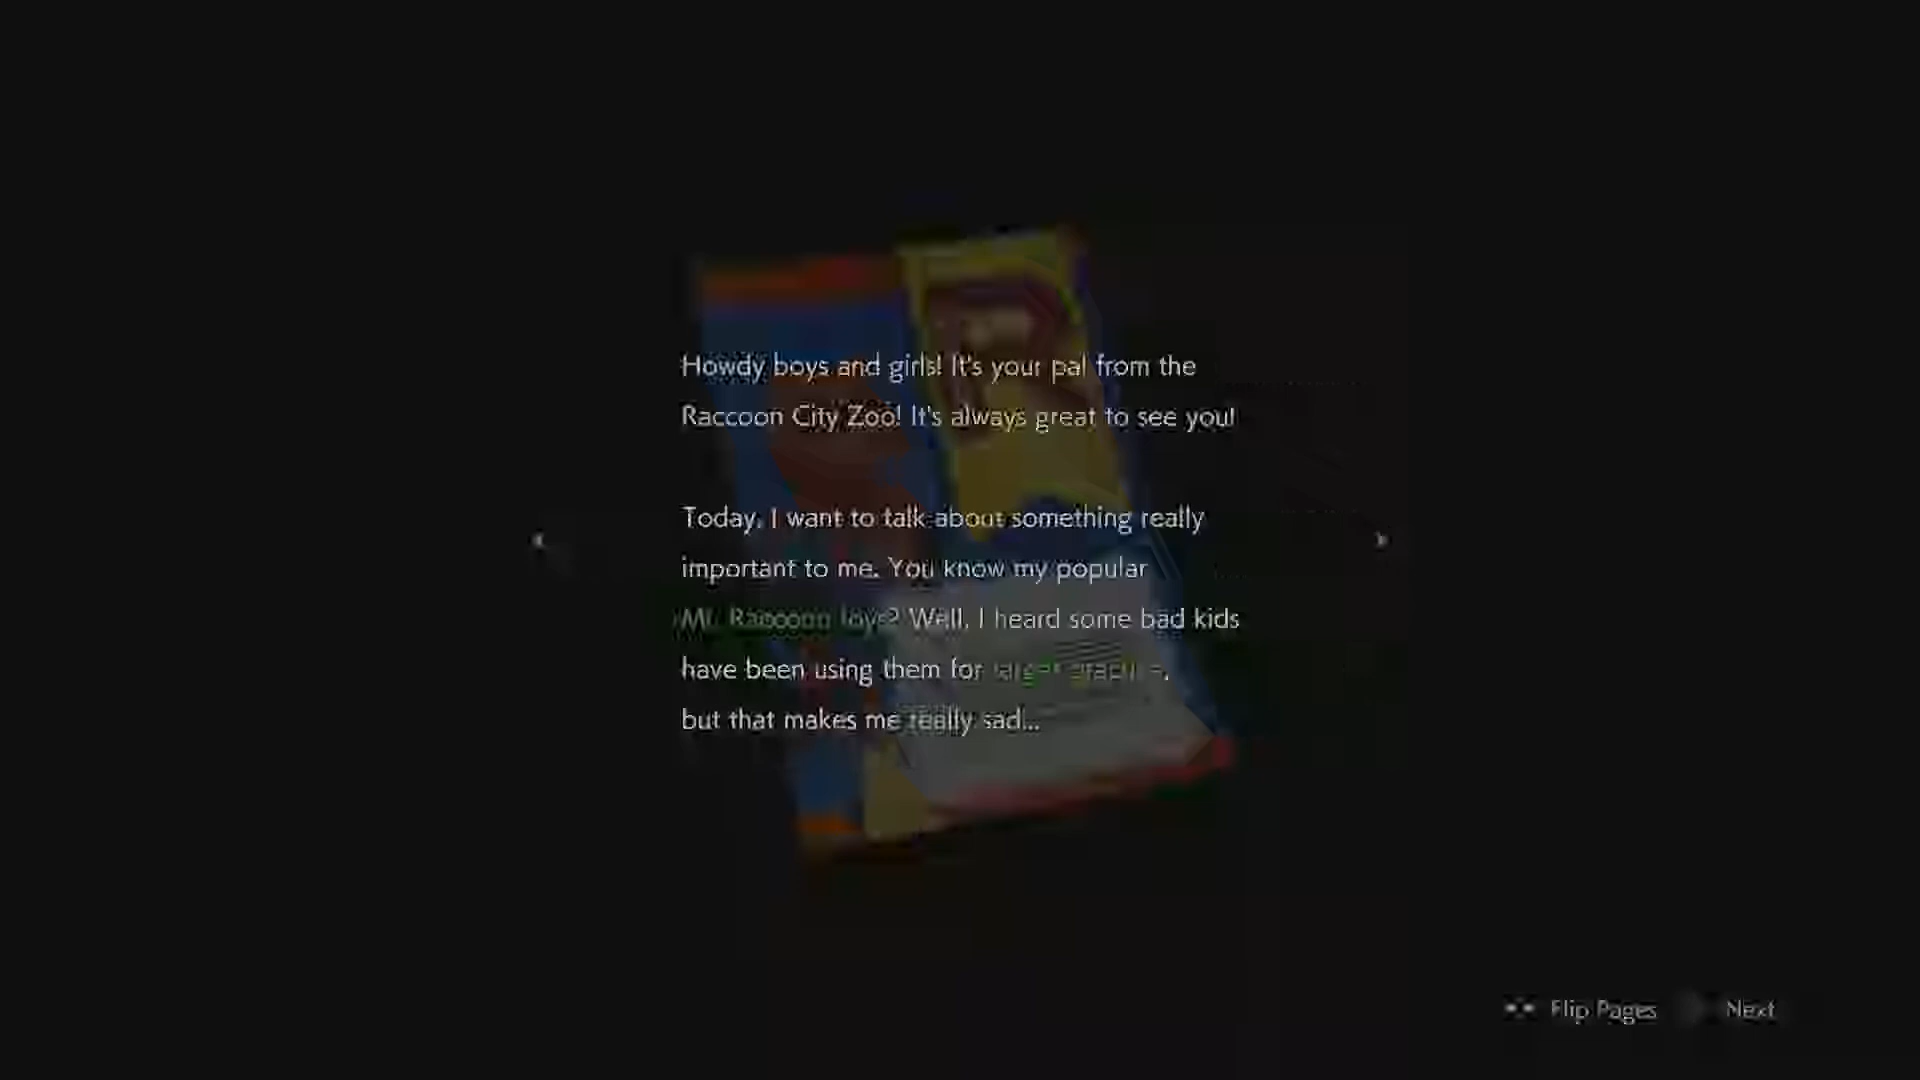 Howdy boys and girls! It's your pal from the
Raccoon City Zoo! It's always great to see you!
Today, I want to talk about something really
important to me. You know my popular
Mr. Raccoon toys? Well, I heard some bad kids
have been using them for target practice,
but that makes me really sad...
Flip Pages
Next